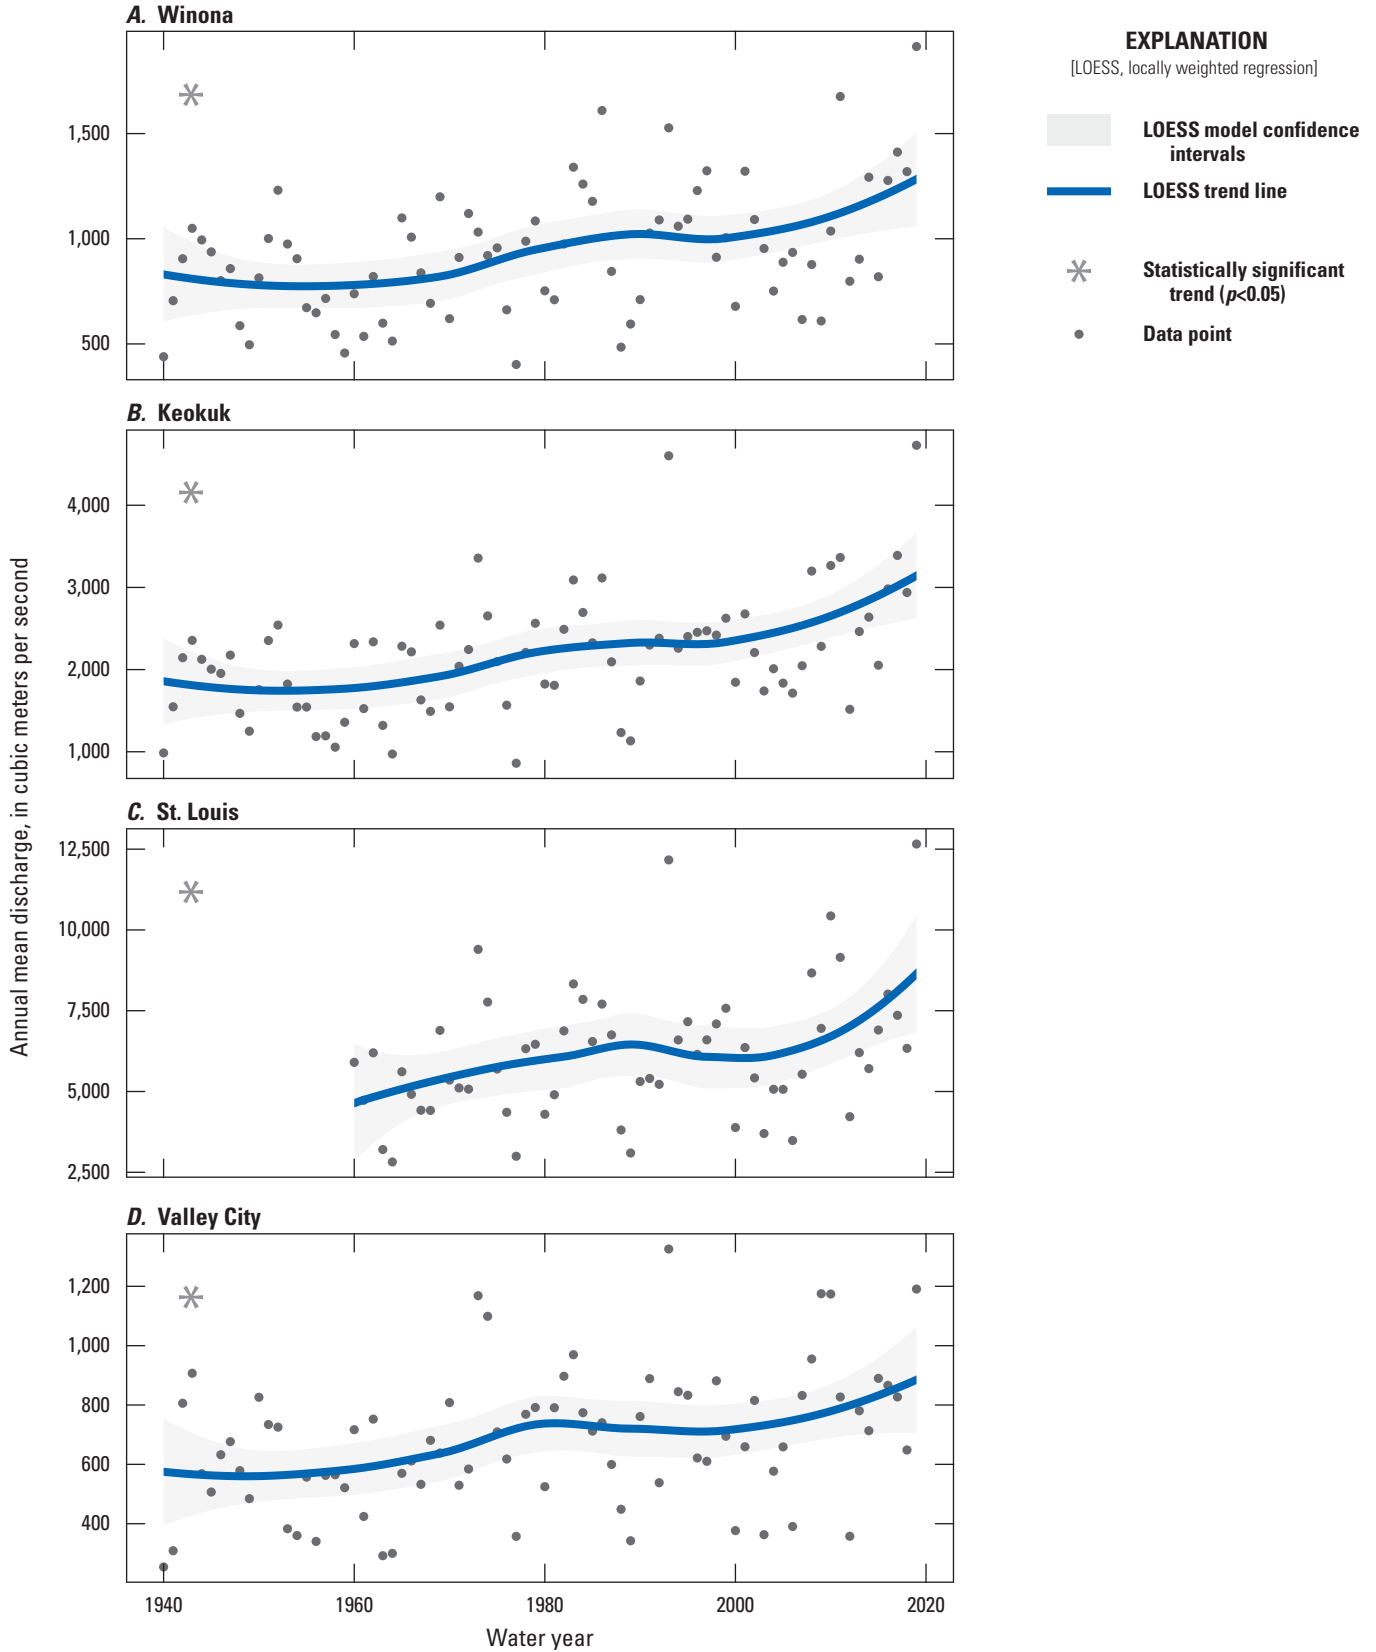 A. Winona
1,500
1,000
500
B. Keokuk
4,000
3,000
2,000
1,000
C. St. Louis
12,500
10,000
7,500
5,000
2,500
D. Valley City
1,200
1,000
800
600
400
1940 1960 1980 2000 2020
Water year
Annual mean discharge, in cubic meters per second
EXPLANATION
[LOESS, locally weighted regression]
LOESS model confidence
intervals
LOESS trend line
Statistically significant
trend (p<0.05)
Data point